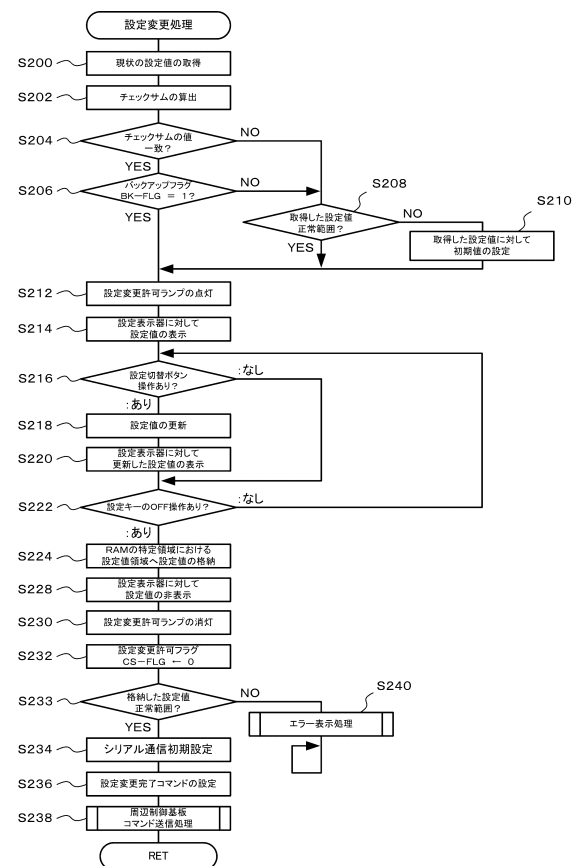 設定変更処理
S200
現状の設定値の取得
S202
チェックサムの算出
S204
チェックサムの値
一致?
NO
YES
S206
バックアップフラグ
BK-FLG = 1?
NO
YES
S208
取得した設定値
正常範囲?
NO
YES
S210
取得した設定値に対して
初期値の設定
S212
設定変更許可ランプの点灯
S214
設定表示器に対して
設定値の表示
S216
設定切替ボタン
操作あり?
:なし
:あり
S218
設定値の更新
S220
設定表示器に対して
更新した設定値の表示
S222
設定キーのOFF操作あり?
:なし
:あり
S224
RAMの特定領域における
設定値領域へ設定値の格納
S228
設定表示器に対して
設定値の非表示
S230
設定変更許可ランプの消灯
S232
設定変更許可フラグ
CS-FLG ← 0
S233
格納した設定値
正常範囲?
NO
YES
S240
エラー表示処理
S234
シリアル通信初期設定
S236
設定変更完了コマンドの設定
S238
周辺制御基板
コマンド送信処理
RET